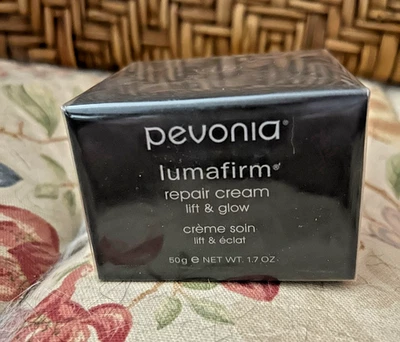 pevonia®
lumafirm®
repair cream
lift & glow
crème soin
lift & éclat
50g e NET WT. 1.7 OZ.